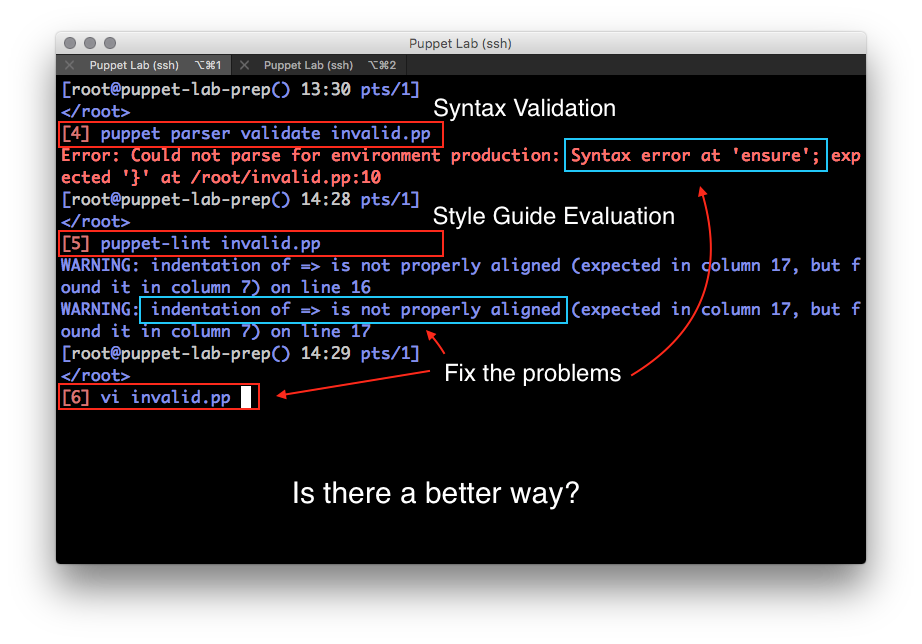 Puppet Lab (ssh)
Puppet Lab (ssh) ⌥⌘1 Puppet Lab (ssh) ⌥⌘2
[root@puppet-lab-prep() 13:30 pts/1]
</root>
Syntax Validation
[4] puppet parser validate invalid.pp
Error: Could not parse for environment production: Syntax error at 'ensure'; exp
ected '}' at /root/invalid.pp:10
[root@puppet-lab-prep() 14:28 pts/1]
</root>
Style Guide Evaluation
[5] puppet-lint invalid.pp
WARNING: indentation of => is not properly aligned (expected in column 17, but f
ound it in column 7) on line 16
WARNING: indentation of => is not properly aligned (expected in column 17, but f
ound it in column 7) on line 17
[root@puppet-lab-prep() 14:29 pts/1]
</root>
Fix the problems
[6] vi invalid.pp
Is there a better way?